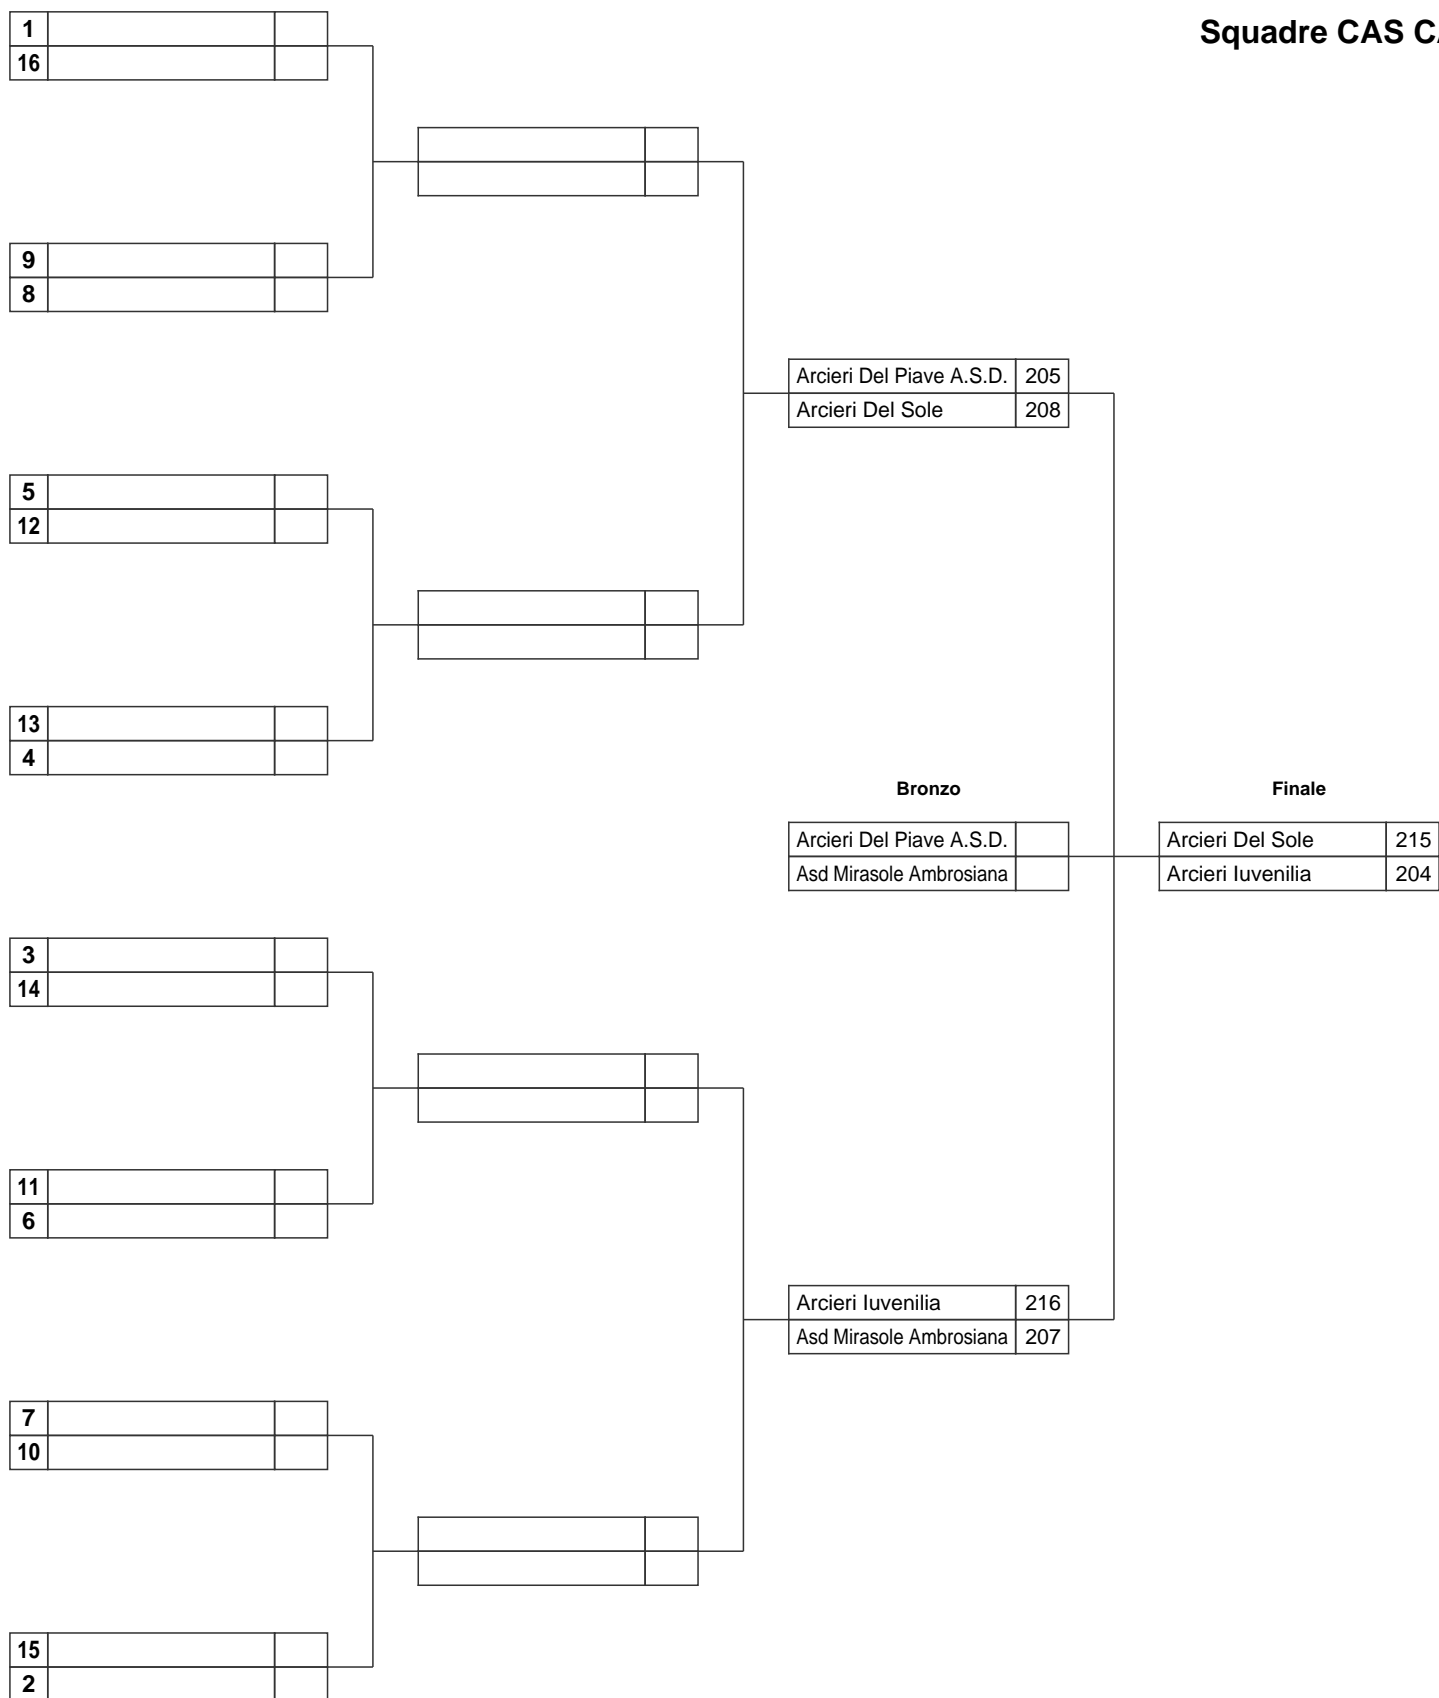 Squadre CAS CA
1
16
9
8
Arcieri Del Piave A.S.D. 205
Arcieri Del Sole 208
5
12
13
4
Bronzo
Finale
Arcieri Del Piave A.S.D.
Asd Mirasole Ambrosiana
Arcieri Del Sole 215
Arcieri Iuvenilia 204
3
14
11
6
Arcieri Iuvenilia 216
Asd Mirasole Ambrosiana 207
7
10
15
2